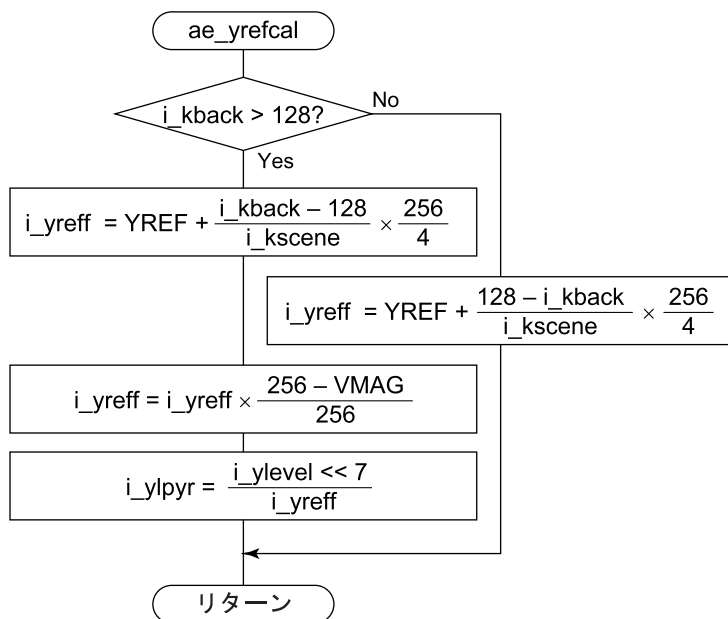 ae_yrefcal
i_kback > 128?
No
Yes
i_yreff = YREF + (i_kback – 128)/(i_kscene) × 256/4
i_yreff = YREF + (128 – i_kback)/(i_kscene) × 256/4
i_yreff = i_yreff × (256 – VMAG)/256
i_ylpyr = (i_ylevel << 7)/i_yreff
リターン